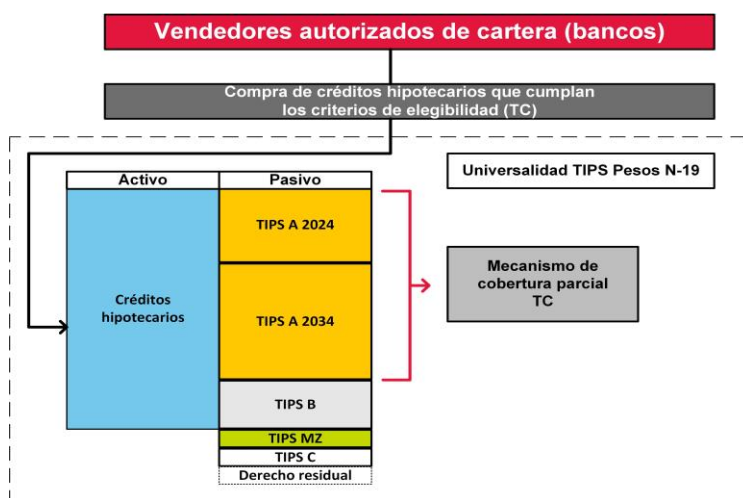 Vendedores autorizados de cartera (bancos)
Compra de créditos hipotecarios que cumplan
los criterios de elegibilidad (TC)
Universalidad TIPS Pesos N-19
Activo
Pasivo
TIPS A 2024
Mecanismo de
cobertura parcial
TC
Créditos
hipotecarios
TIPS A 2034
TIPS B
TIPS MZ
TIPS C
Derecho residual